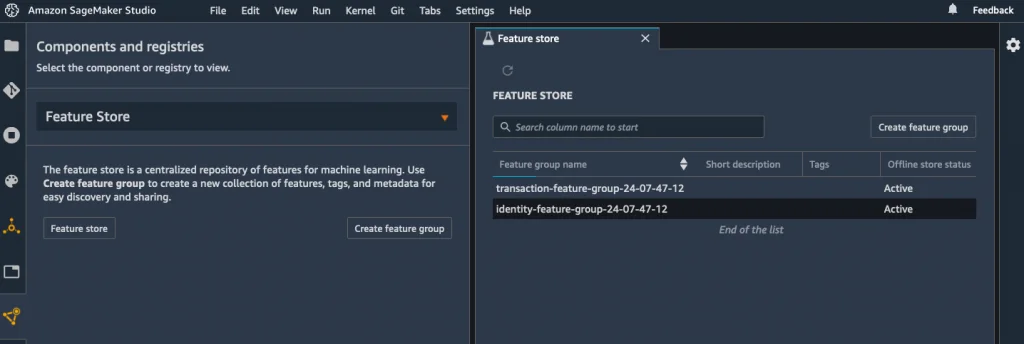 Amazon SageMaker Studio File Edit View Run Kernel Git Tabs Settings Help Feedback
Components and registries
Select the component or registry to view.
Feature Store
The feature store is a centralized repository of features for machine learning. Use
Create feature group to create a new collection of features, tags, and metadata for
easy discovery and sharing.
Feature store Create feature group
Feature store
FEATURE STORE
Search column name to start Create feature group
Feature group name Short description Tags Offline store status
transaction-feature-group-24-07-47-12 Active
identity-feature-group-24-07-47-12 Active
End of the list